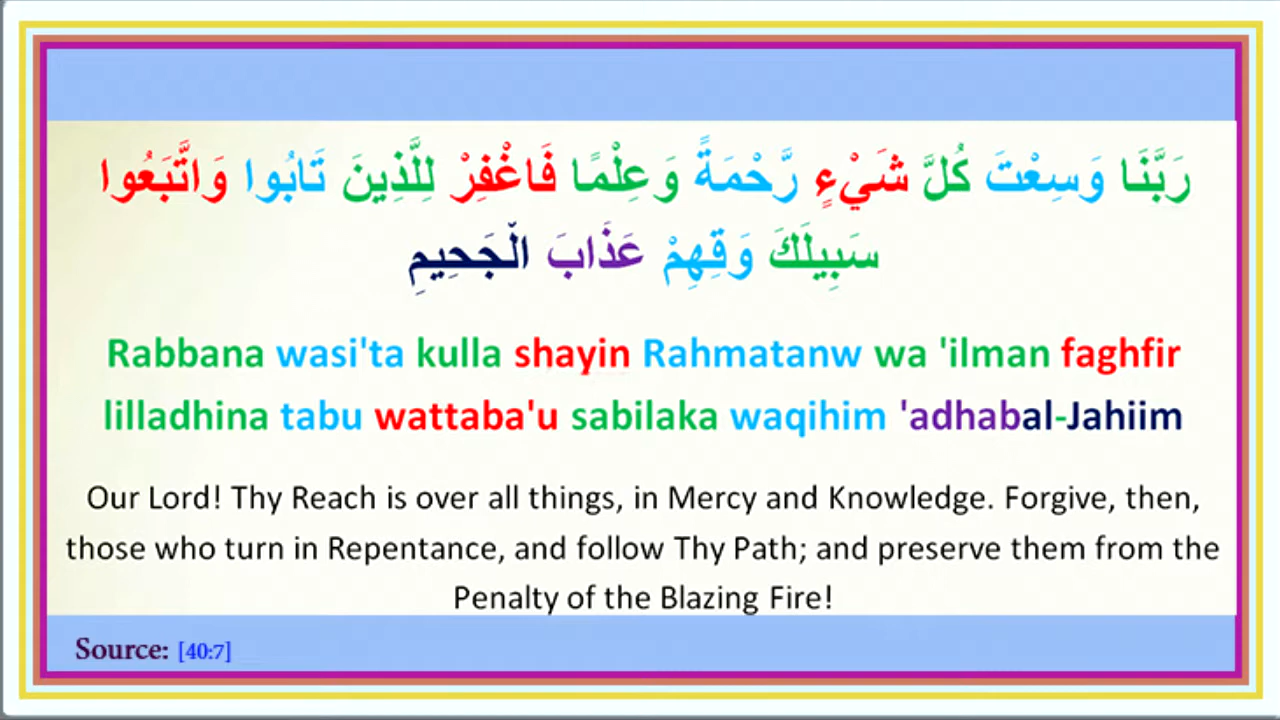 رَبَّنَا وَسِعْتَ كُلَّ شَيْءٍ رَّحْمَةً وَعِلْمًا فَاغْفِرْ لِلَّذِينَ تَابُوا وَاتَّبَعُوا
سَبِيلَكَ وَقِهِمْ عَذَابَ الْجَحِيمِ
Rabbana wasi'ta kulla shayin Rahmatanw wa 'ilman faghfir
lilladhina tabu wattaba'u sabilaka waqihim 'adhabal-Jahiim
Our Lord! Thy Reach is over all things, in Mercy and Knowledge. Forgive, then,
those who turn in Repentance, and follow Thy Path; and preserve them from the
Penalty of the Blazing Fire!
Source: [40:7]